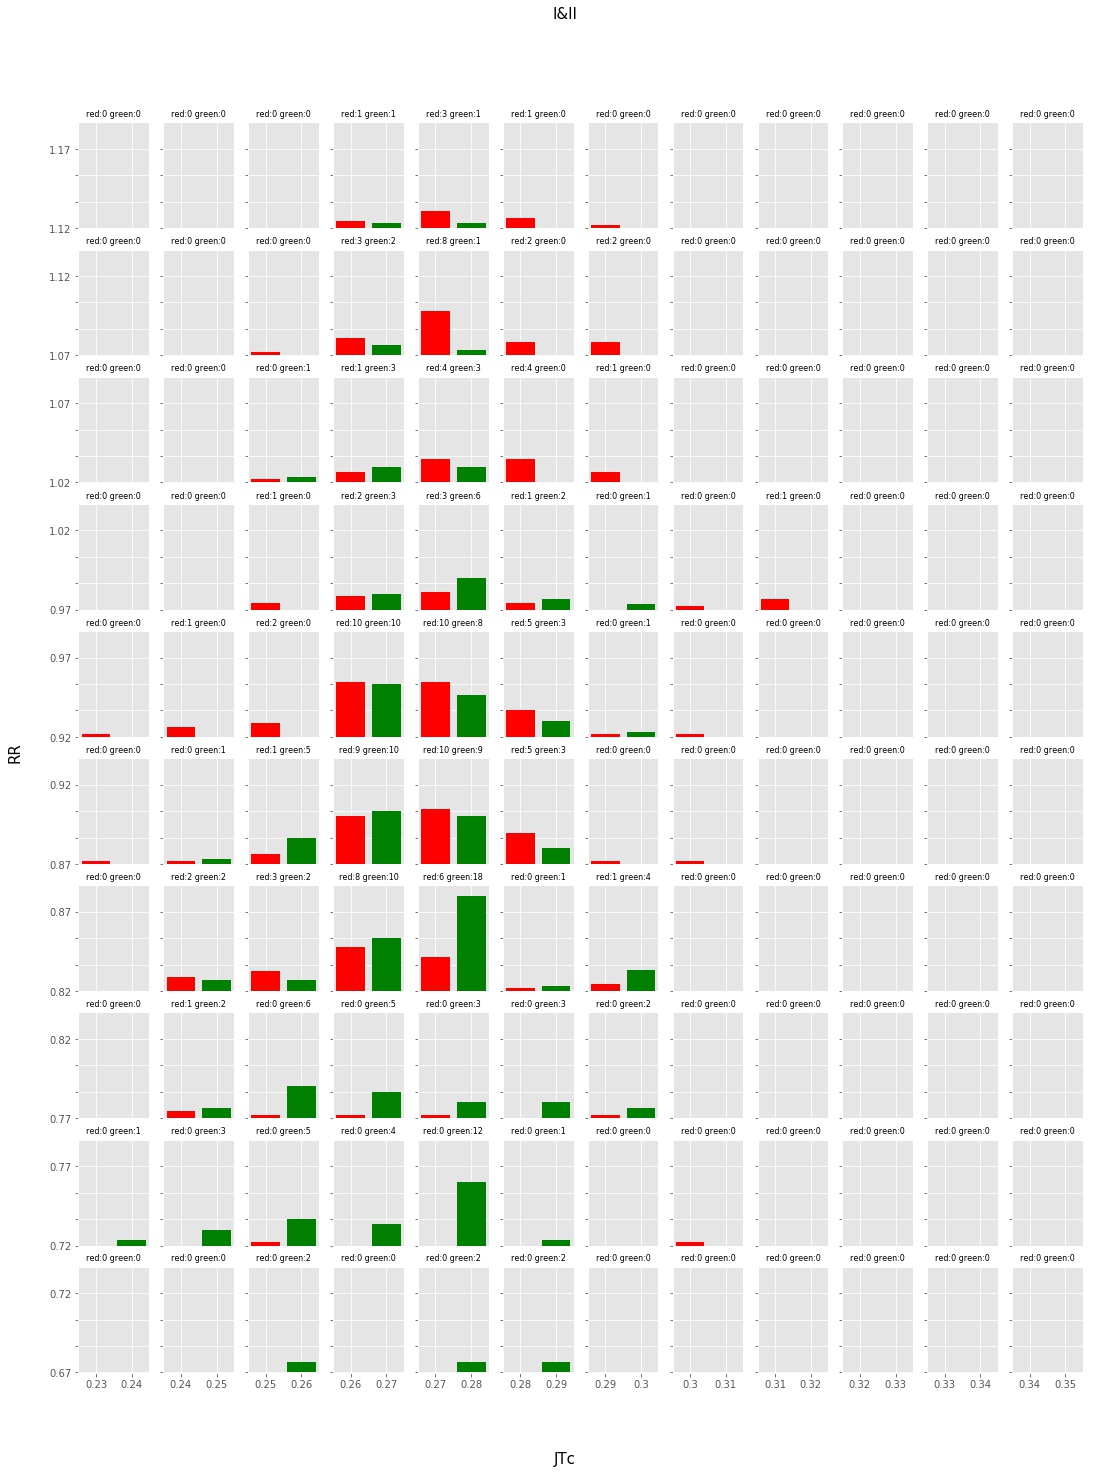 I&II
red:0 green:0 red:0 green:0 red:0 green:0 red:1 green:1 red:3 green:1 red:1 green:0 red:0 green:0 red:0 green:0 red:0 green:0 red:0 green:0 red:0 green:0 red:0 green:0
1.17
1.12
red:0 green:0 red:0 green:0 red:0 green:0 red:3 green:2 red:8 green:1 red:2 green:0 red:2 green:0 red:0 green:0 red:0 green:0 red:0 green:0 red:0 green:0 red:0 green:0
1.12
1.07
red:0 green:0 red:0 green:0 red:0 green:1 red:1 green:3 red:4 green:3 red:4 green:0 red:1 green:0 red:0 green:0 red:0 green:0 red:0 green:0 red:0 green:0 red:0 green:0
1.07
1.02
red:0 green:0 red:0 green:0 red:1 green:0 red:2 green:3 red:3 green:6 red:1 green:2 red:0 green:1 red:0 green:0 red:1 green:0 red:0 green:0 red:0 green:0 red:0 green:0
1.02
0.97
red:0 green:0 red:1 green:0 red:2 green:0 red:10 green:10 red:10 green:8 red:5 green:3 red:0 green:1 red:0 green:0 red:0 green:0 red:0 green:0 red:0 green:0 red:0 green:0
0.97
0.92
red:0 green:0 red:0 green:1 red:1 green:5 red:9 green:10 red:10 green:9 red:5 green:3 red:0 green:0 red:0 green:0 red:0 green:0 red:0 green:0 red:0 green:0 red:0 green:0
0.92
0.87
red:0 green:0 red:2 green:2 red:3 green:2 red:8 green:10 red:6 green:18 red:0 green:1 red:1 green:4 red:0 green:0 red:0 green:0 red:0 green:0 red:0 green:0 red:0 green:0
0.87
0.82
red:0 green:0 red:1 green:2 red:0 green:6 red:0 green:5 red:0 green:3 red:0 green:3 red:0 green:2 red:0 green:0 red:0 green:0 red:0 green:0 red:0 green:0 red:0 green:0
0.82
0.77
red:0 green:1 red:0 green:3 red:0 green:5 red:0 green:4 red:0 green:12 red:0 green:1 red:0 green:0 red:0 green:0 red:0 green:0 red:0 green:0 red:0 green:0 red:0 green:0
0.77
0.72
red:0 green:0 red:0 green:0 red:0 green:2 red:0 green:0 red:0 green:2 red:0 green:2 red:0 green:0 red:0 green:0 red:0 green:0 red:0 green:0 red:0 green:0 red:0 green:0
0.72
0.67
0.23 0.24 0.24 0.25 0.25 0.26 0.26 0.27 0.27 0.28 0.28 0.29 0.29 0.3 0.3 0.31 0.31 0.32 0.32 0.33 0.33 0.34 0.34 0.35
RR
JTc